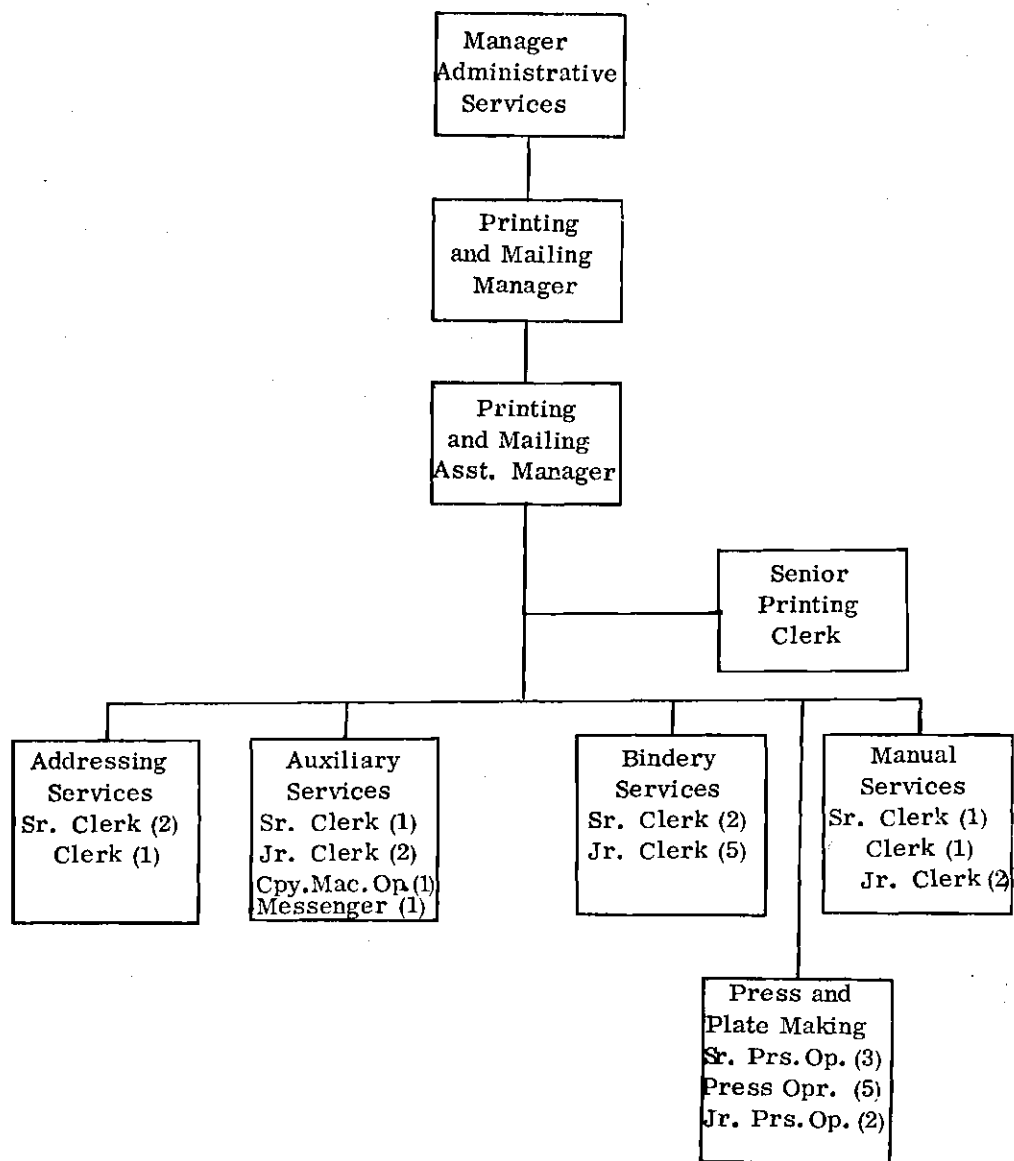 Manager
Administrative
Services
Printing
and Mailing
Manager
Printing
and Mailing
Asst. Manager
Senior
Printing
Clerk
Addressing
Services
Sr. Clerk (2)
Clerk (1)
Auxiliary
Services
Sr. Clerk (1)
Jr. Clerk (2)
Cpy.Mac.Op.(1)
Messenger (1)
Bindery
Services
Sr. Clerk (2)
Jr. Clerk (5)
Manual
Services
Sr. Clerk (1)
Clerk (1)
Jr. Clerk (2)
Press and
Plate Making
Sr. Prs.Op. (3)
Press Opr. (5)
Jr. Prs.Op. (2)